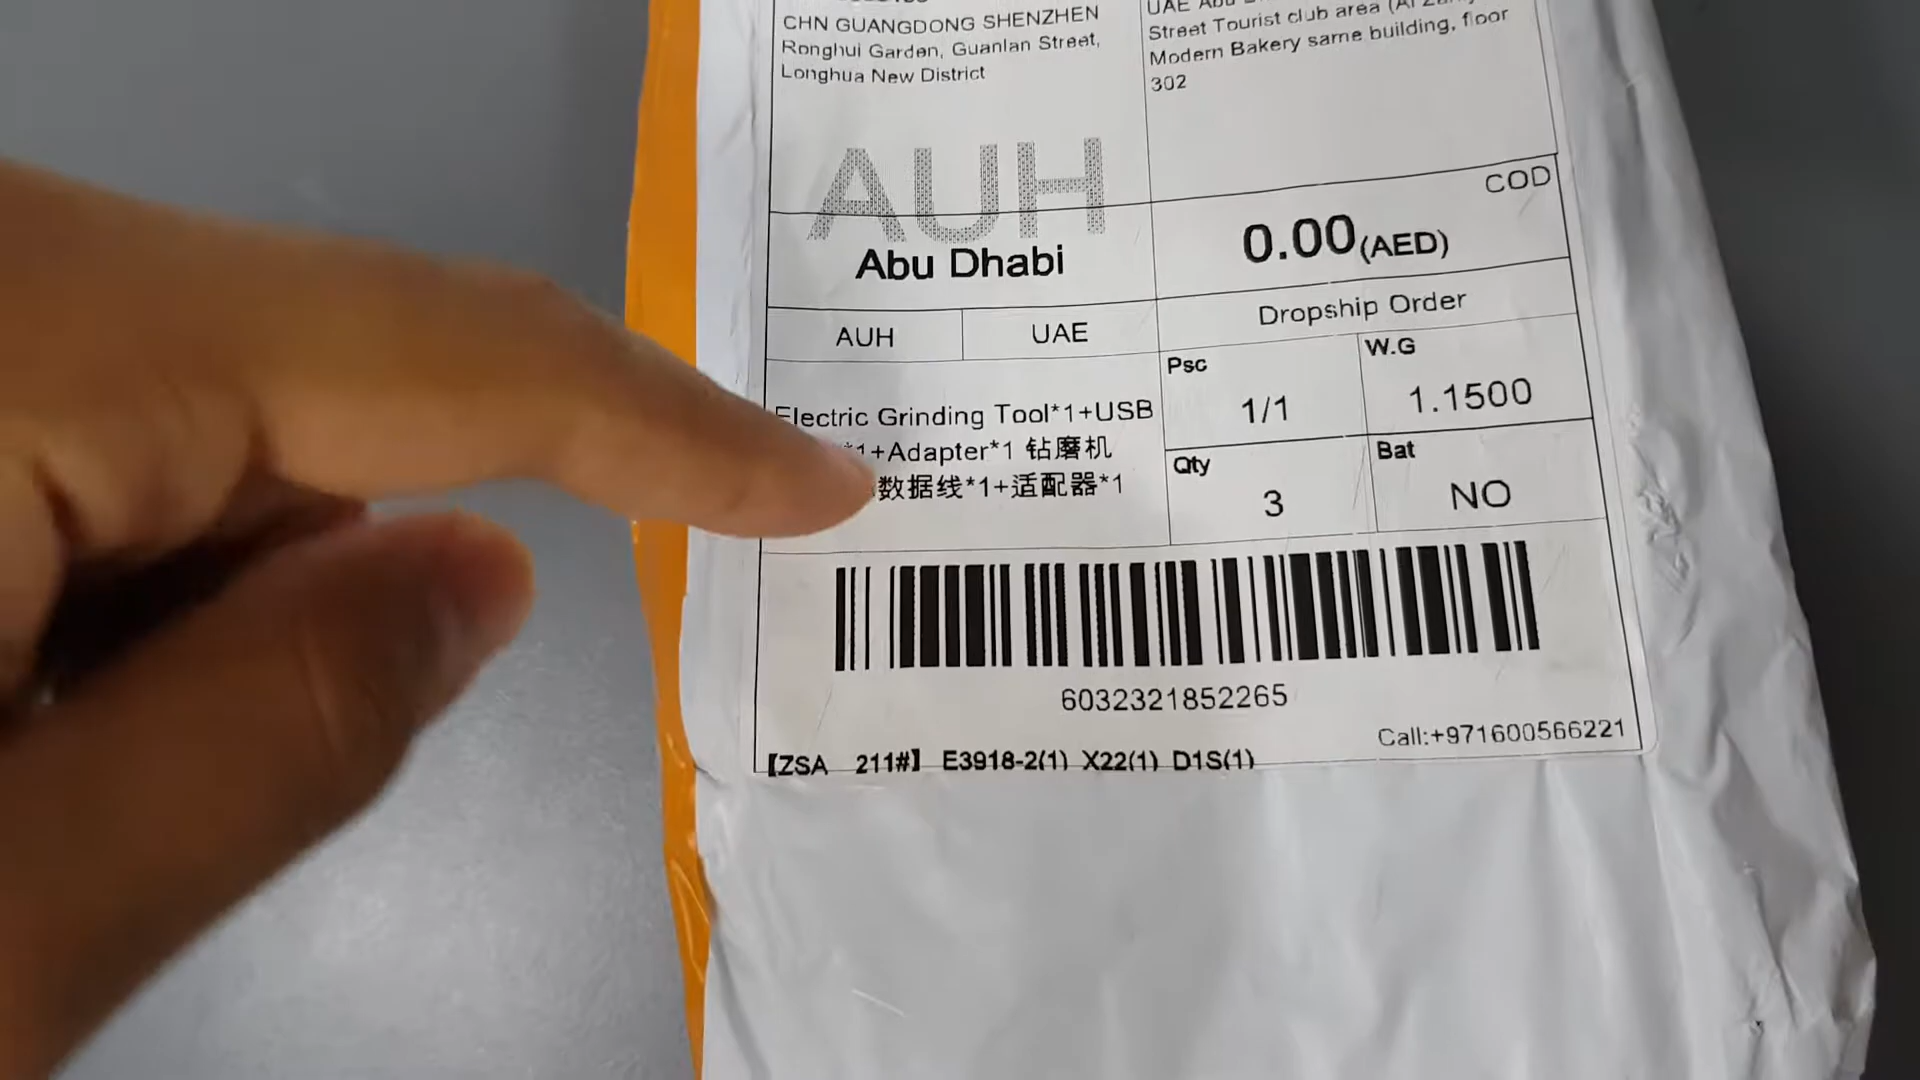 CHN GUANGDONG SHENZHEN
Ronghui Garden, Guanlan Street,
Longhua New District
UAE
Street Tourist club area
Modern Bakery same building, floor
302
AUH
Abu Dhabi
COD
0.00(AED)
AUH
UAE
Dropship Order
Electric Grinding Tool*1+USB
*1+Adapter*1 钻磨机
数据线*1+适配器*1
Psc
1/1
W.G
1.1500
Qty
3
Bat
NO
6032321852265
Call:+971600566221
【ZSA 211#】 E3918-2(1) X22(1) D1S(1)